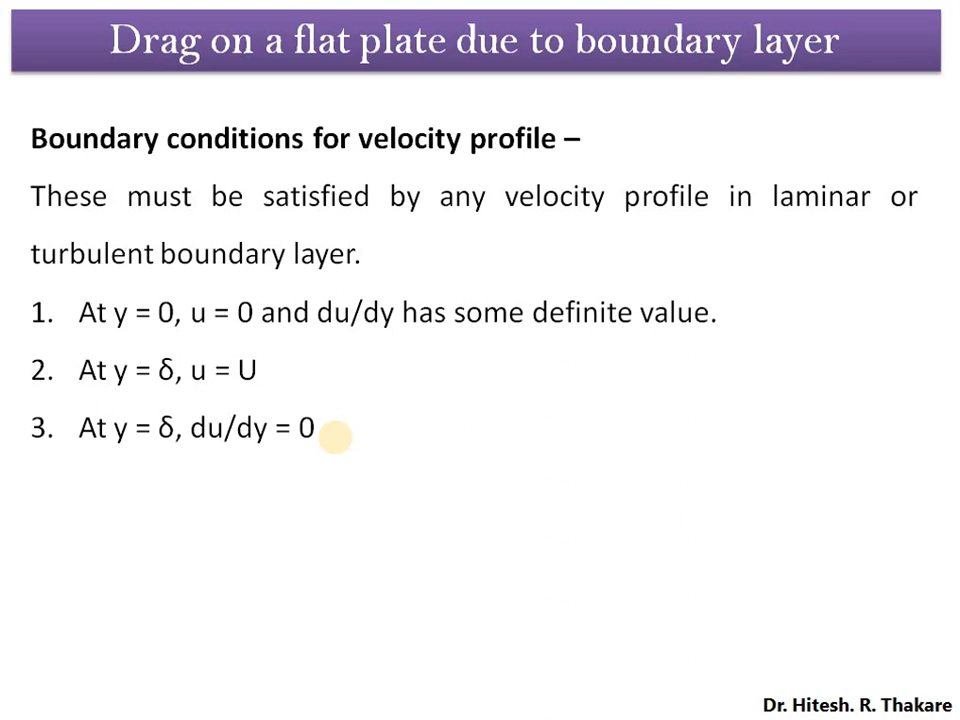 Drag on a flat plate due to boundary layer
Boundary conditions for velocity profile –
These must be satisfied by any velocity profile in laminar or
turbulent boundary layer.
1. At y = 0, u = 0 and du/dy has some definite value.
2. At y = δ, u = U
3. At y = δ, du/dy = 0
Dr. Hitesh. R. Thakare